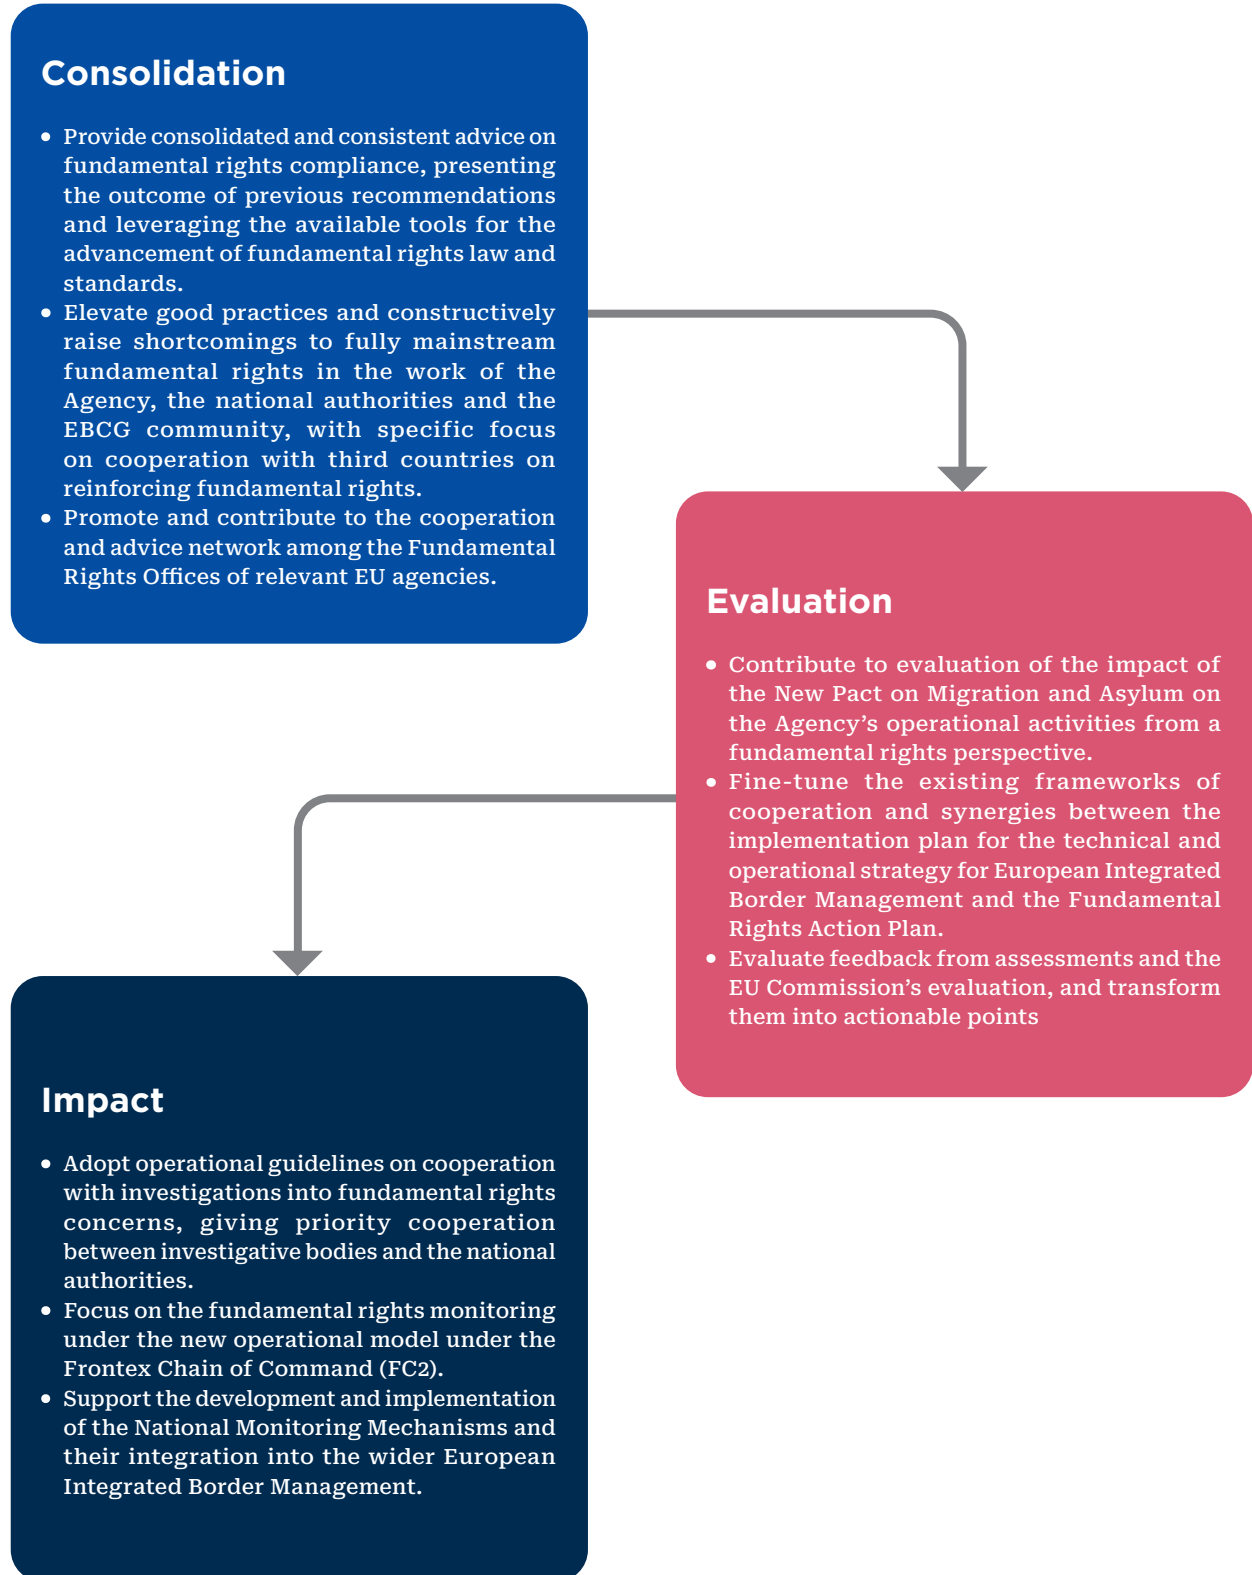 Consolidation
• Provide consolidated and consistent advice on
fundamental rights compliance, presenting
the outcome of previous recommendations
and leveraging the available tools for the
advancement of fundamental rights law and
standards.
• Elevate good practices and constructively
raise shortcomings to fully mainstream
fundamental rights in the work of the
Agency, the national authorities and the
EBCG community, with specific focus
on cooperation with third countries on
reinforcing fundamental rights.
• Promote and contribute to the cooperation
and advice network among the Fundamental
Rights Offices of relevant EU agencies.
Evaluation
• Contribute to evaluation of the impact of
the New Pact on Migration and Asylum on
the Agency’s operational activities from a
fundamental rights perspective.
• Fine-tune the existing frameworks of
cooperation and synergies between the
implementation plan for the technical and
operational strategy for European Integrated
Border Management and the Fundamental
Rights Action Plan.
• Evaluate feedback from assessments and the
EU Commission’s evaluation, and transform
them into actionable points
Impact
• Adopt operational guidelines on cooperation
with investigations into fundamental rights
concerns, giving priority cooperation
between investigative bodies and the national
authorities.
• Focus on the fundamental rights monitoring
under the new operational model under the
Frontex Chain of Command (FC2).
• Support the development and implementation
of the National Monitoring Mechanisms and
their integration into the wider European
Integrated Border Management.